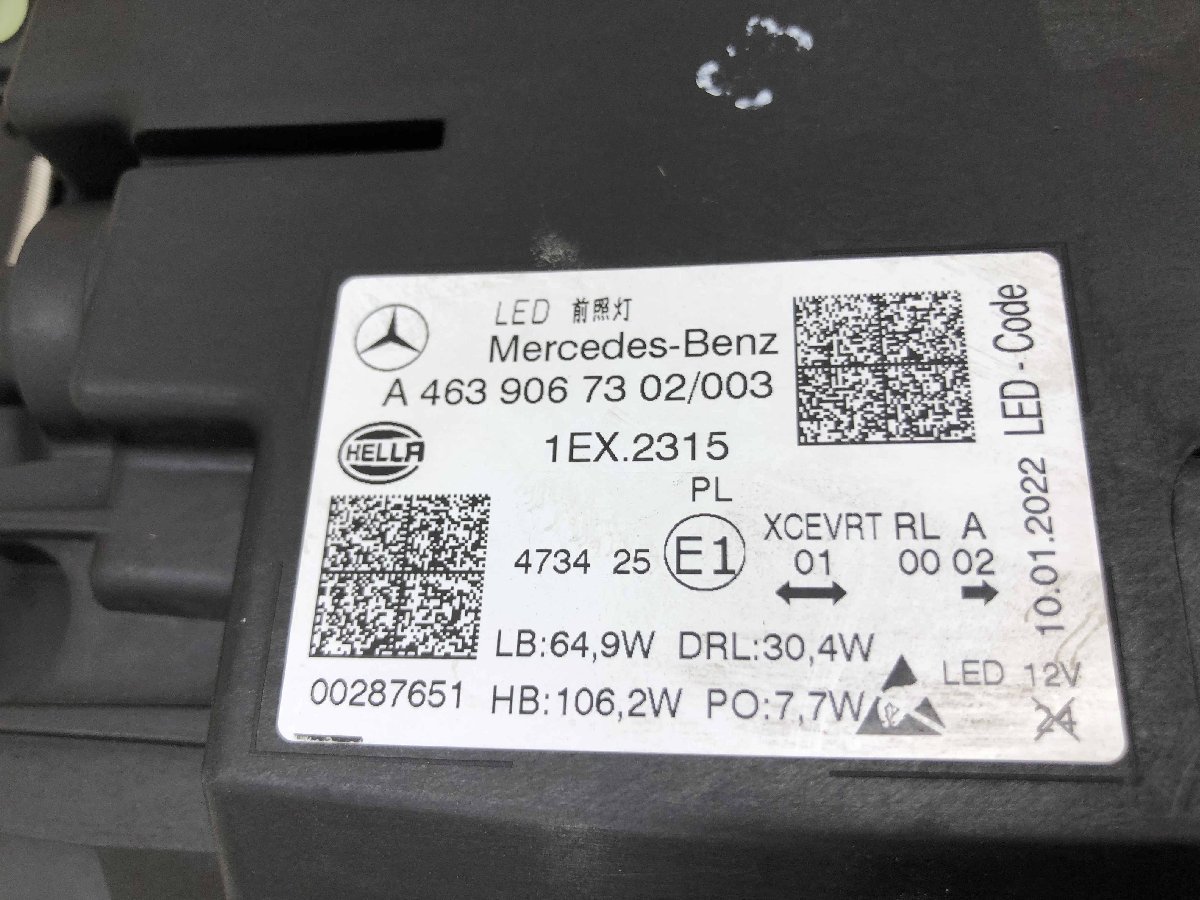 LED 前照灯
Mercedes-Benz
A 463 906 73 02/003
HELLA
1EX.2315
PL
4734 25 E1
XCEVRT RL A
01 00 02
LB:64,9W DRL:30,4W
00287651 HB:106,2W PO:7,7W
LED 12V
24
10.01.2022 LED-Code